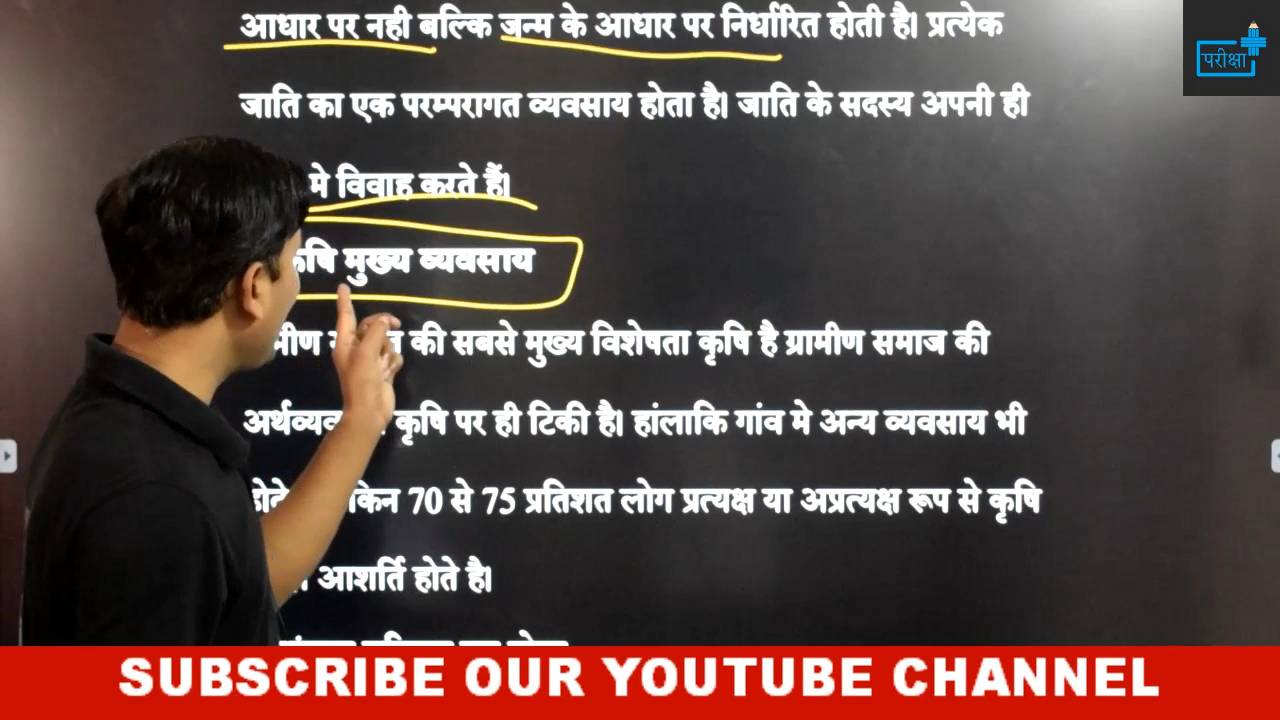 आधार पर नही बल्कि जन्म के आधार पर निर्धारित होती है। प्रत्येक
परीक्षा
जाति का एक परम्परागत व्यवसाय होता है। जाति के सदस्य अपनी ही
मे विवाह करते हैं।
मुख्य व्यवसाय
की सबसे मुख्य विशेषता कृषि है ग्रामीण समाज की
कृषि पर ही टिकी है। हांलाकि गांव मे अन्य व्यवसाय भी
70 से 75 प्रतिशत लोग प्रत्यक्ष या अप्रत्यक्ष रूप से कृषि
आशर्ति होते है।
SUBSCRIBE OUR YOUTUBE CHANNEL